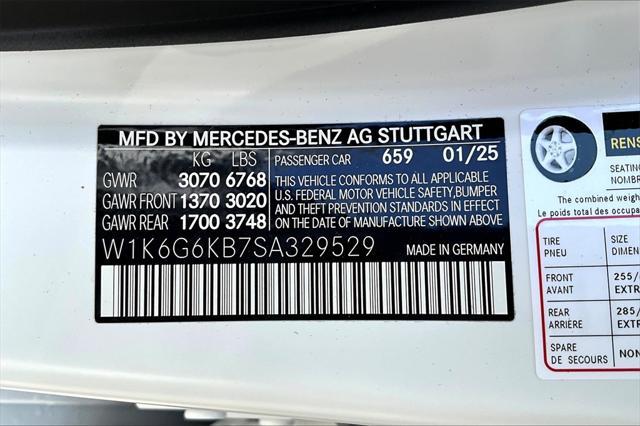 MFD BY MERCEDES-BENZ AG STUTTGART
KG LBS
GVWR 3070 6768
GAWR FRONT 1370 3020
GAWR REAR 1700 3748
PASSENGER CAR 659 01/25
THIS VEHICLE CONFORMS TO ALL APPLICABLE
U.S. FEDERAL MOTOR VEHICLE SAFETY, BUMPER
AND THEFT PREVENTION STANDARDS IN EFFECT
ON THE DATE OF MANUFACTURE SHOWN ABOVE.
W1K6G6KB7SA329529 MADE IN GERMANY
SEATING
NOMBR
The combined weight
Le poids total des occupa
TIRE SIZE
PNEU DIMEN
FRONT 255/
AVANT EXTR
REAR 285/
ARRIÈRE EXTR
SPARE
DE SECOURS NON